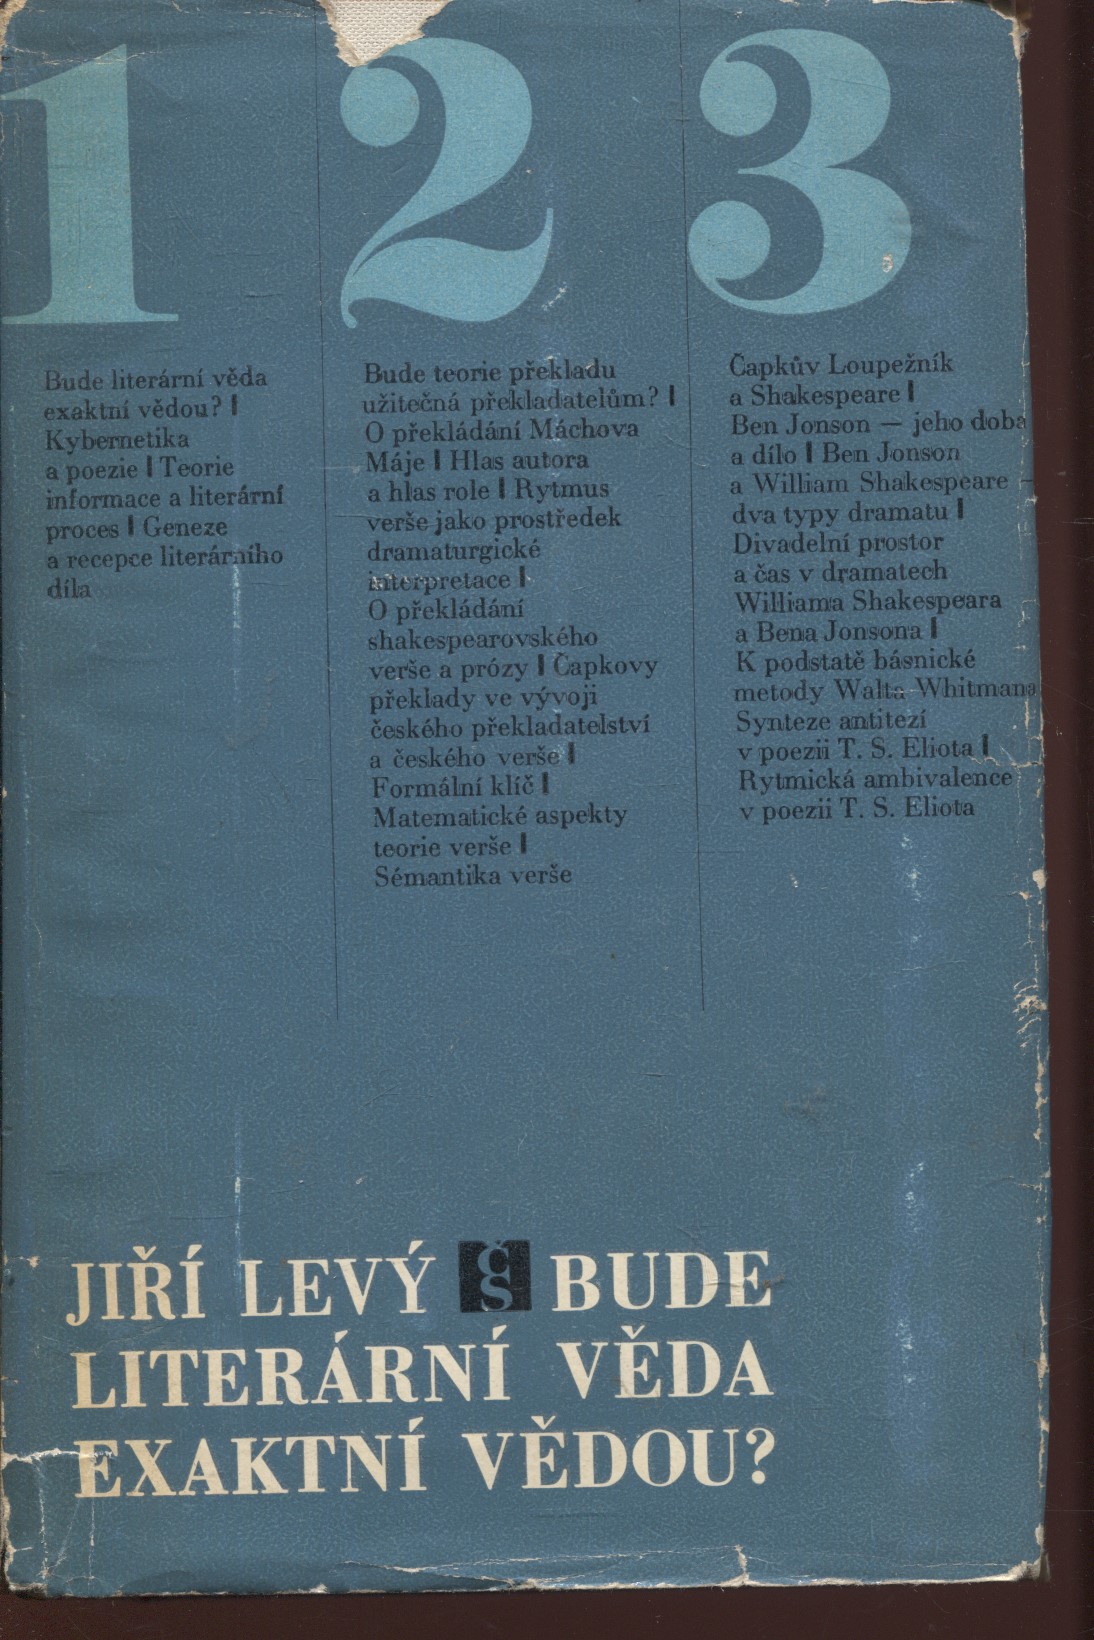 1
Bude literární věda
exaktní vědou? |
Kybernetika
a poezie | Teorie
informace a literární
proces | Geneze
a recepce literárního
díla
2
Bude teorie překladu
užitečná překladatelům? |
O překládání Máchova
Máje | Hlas autora
a hlas role | Rytmus
verše jako prostředek
dramaturgické
interpretace |
O překládání
shakespearovského
verše a prózy | Čapkovy
překlady ve vývoji
českého překladatelství
a českého verše |
Formální klíč |
Matematické aspekty
teorie verše |
Sémantika verše
3
Čapkův Loupežník
a Shakespeare |
Ben Jonson — jeho doba
a dílo | Ben Jonson
a William Shakespeare –
dva typy dramatu |
Divadelní prostor
a čas v dramatech
Williama Shakespeara
a Bena Jonsona |
K podstatě básnické
metody Walta Whitmana
Synteze antitezí
v poezii T. S. Eliota |
Rytmická ambivalence
v poezii T. S. Eliota
JIŘÍ LEVÝ ČS BUDE
LITERÁRNÍ VĚDA
EXAKTNÍ VĚDOU?